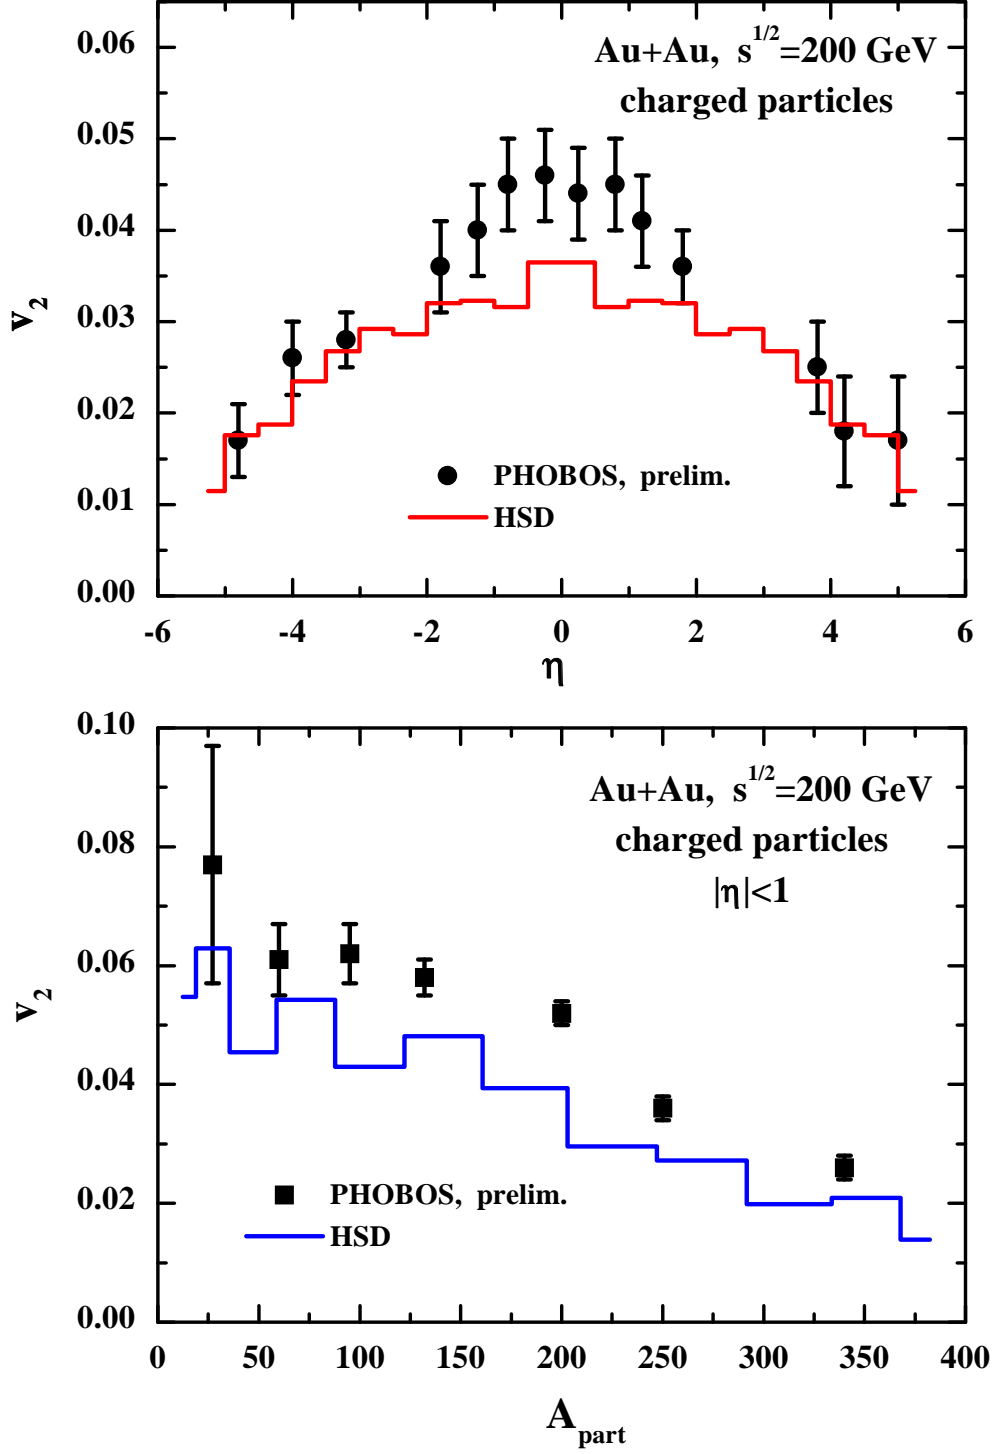 0.06
0.05
0.04
0.03
0.02
0.01
0.00
v2
Au+Au, s1/2=200 GeV
charged particles
PHOBOS, prelim.
HSD
-6 -4 -2 0 2 4 6
η
0.10
0.08
0.06
0.04
0.02
0.00
v2
Au+Au, s1/2=200 GeV
charged particles
|η|<1
PHOBOS, prelim.
HSD
0 50 100 150 200 250 300 350 400
Apart